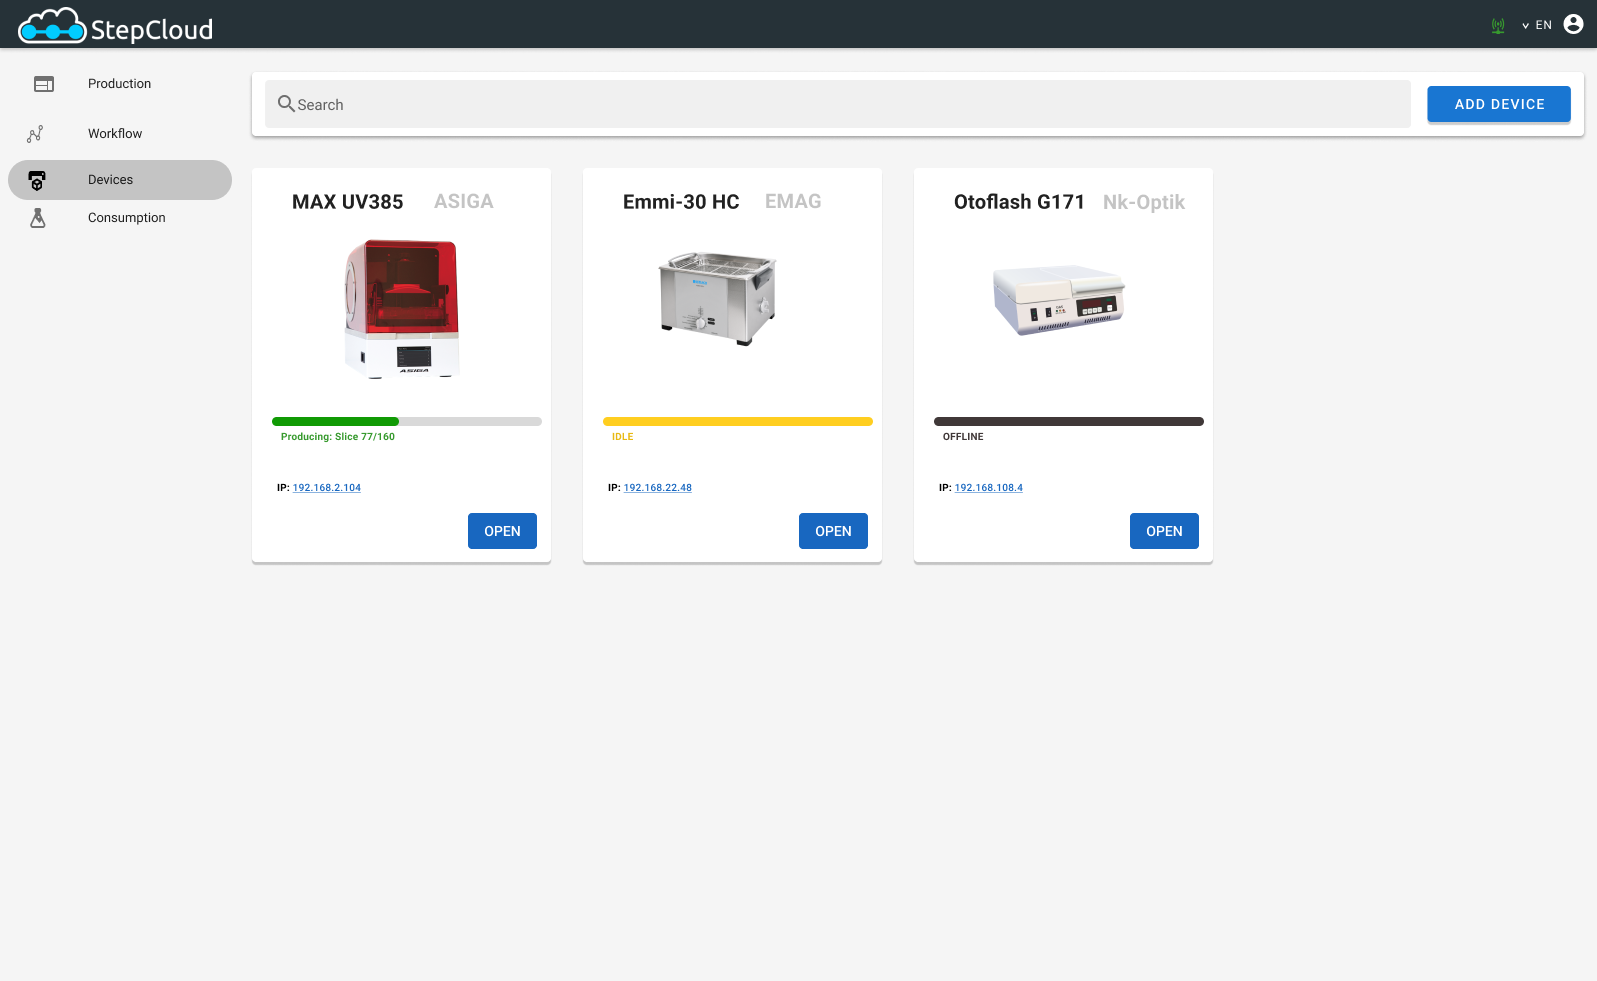 StepCloud
EN
Production
Workflow
Devices
Consumption
Search
ADD DEVICE
MAX UV385 ASIGA
ASIGA
Producing: Slice 77/160
IP: 192.168.2.104
OPEN
Emmi-30 HC EMAG
IDLE
IP: 192.168.22.48
OPEN
Otoflash G171 Nk-Optik
OFFLINE
IP: 192.168.108.4
OPEN